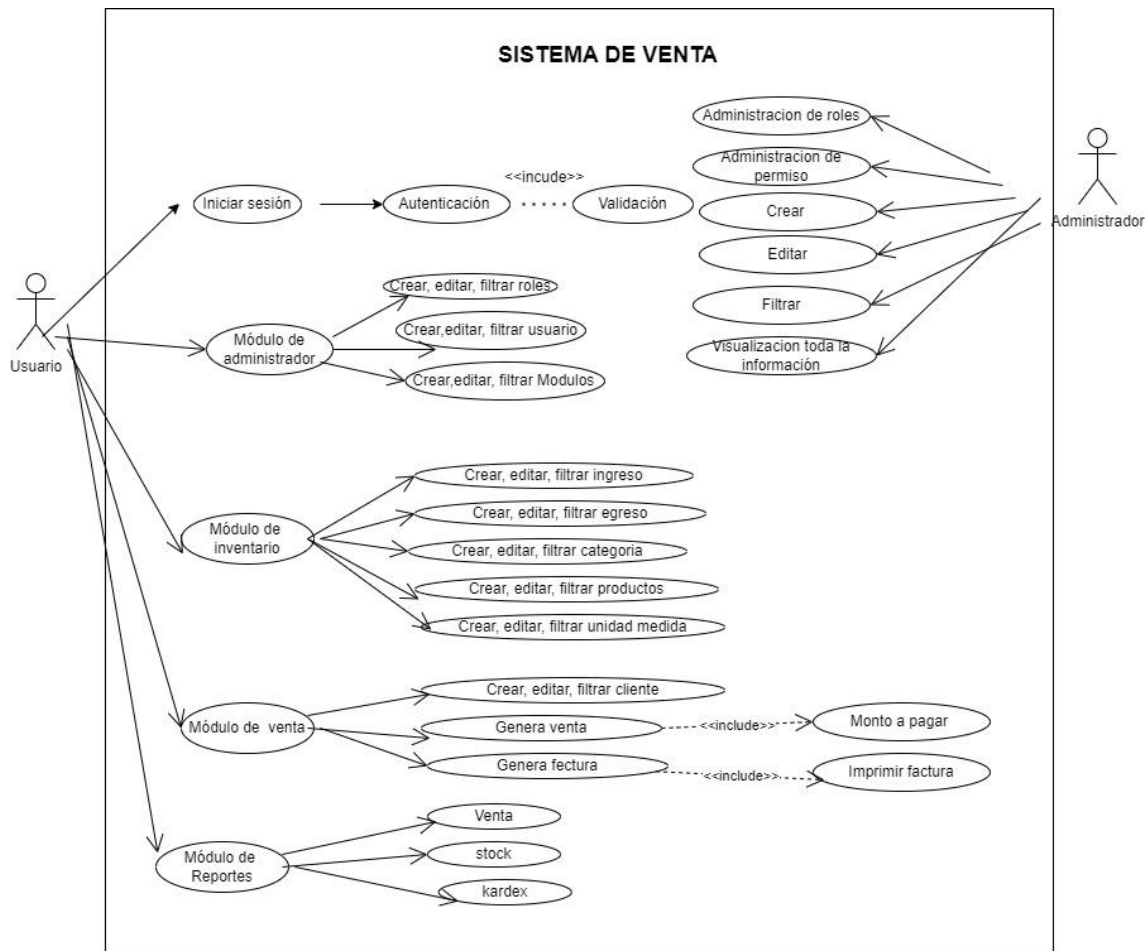 SISTEMA DE VENTA
Administracion de roles
Administracion de
permiso
Crear
Editar
Filtrar
Visualizacion toda la
información
Administrador
Iniciar sesión
Autenticación
<<incude>>
Validación
Usuario
Módulo de
administrador
Crear, editar, filtrar roles
Crear,editar, filtrar usuario
Crear,editar, filtrar Modulos
Módulo de
inventario
Crear, editar, filtrar ingreso
Crear, editar, filtrar egreso
Crear, editar, filtrar categoria
Crear, editar, filtrar productos
Crear, editar, filtrar unidad medida
Módulo de venta
Crear, editar, filtrar cliente
Genera venta
<<include>>
Monto a pagar
Genera fectura
<<include>>
Imprimir factura
Módulo de
Reportes
Venta
stock
kardex